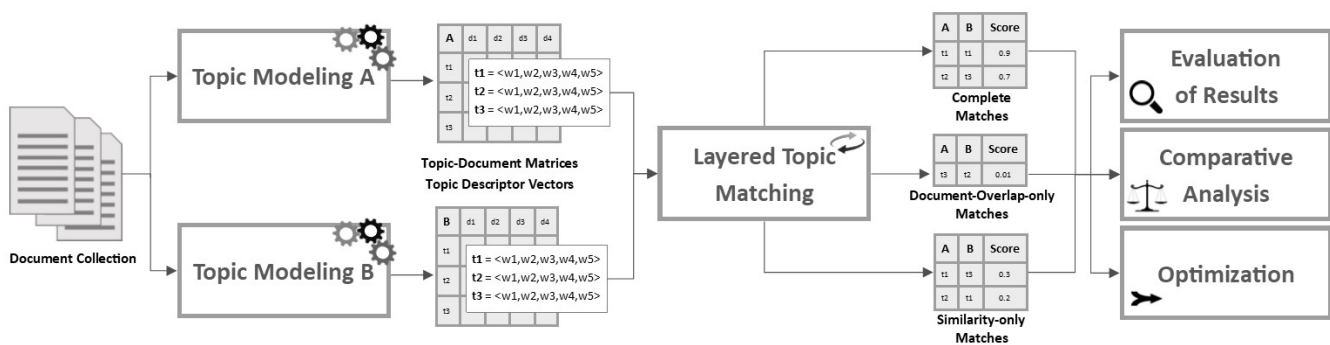 Document Collection
Topic Modeling A
Topic Modeling B
A d1 d2 d3 d4
t1
t2
t3
t1 = <w1,w2,w3,w4,w5>
t2 = <w1,w2,w3,w4,w5>
t3 = <w1,w2,w3,w4,w5>
Topic-Document Matrices
Topic Descriptor Vectors
B d1 d2 d3 d4
t1
t2
t3
t1 = <w1,w2,w3,w4,w5>
t2 = <w1,w2,w3,w4,w5>
t3 = <w1,w2,w3,w4,w5>
Layered Topic
Matching
A B Score
t1 t1 0.9
t2 t3 0.7
Complete
Matches
A B Score
t3 t2 0.01
Document-Overlap-only
Matches
A B Score
t1 t3 0.3
t2 t1 0.2
Similarity-only
Matches
Evaluation
of Results
Comparative
Analysis
Optimization